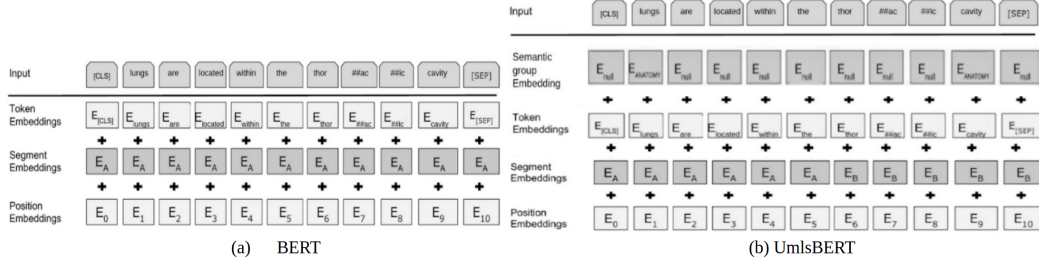 Input [CLS] lungs are located within the thor ##ac ##ic cavity [SEP]
Token Embeddings E[CLS] Elungs Eare Elocated Ewithin Ethe Ethor E##ac E##ic Ecavity E[SEP]
+ + + + + + + + + + +
Segment Embeddings EA EA EA EA EA EA EA EA EA EA EA
+ + + + + + + + + + +
Position Embeddings E0 E1 E2 E3 E4 E5 E6 E7 E8 E9 E10
(a) BERT
Input [CLS] lungs are located within the thor ##ac ##ic cavity [SEP]
Semantic group Embedding Enull EANATOMY Enull Enull Enull Enull Enull Enull Enull EANATOMY Enull
+ + + + + + + + + + +
Token Embeddings E[CLS] Elungs Eare Elocated Ewithin Ethe Ethor E##ac E##ic Ecavity E[SEP]
+ + + + + + + + + + +
Segment Embeddings EA EA EA EA EA EA EB EB EB EB EB
+ + + + + + + + + + +
Position Embeddings E0 E1 E2 E3 E4 E5 E6 E7 E8 E9 E10
(b) UmlsBERT